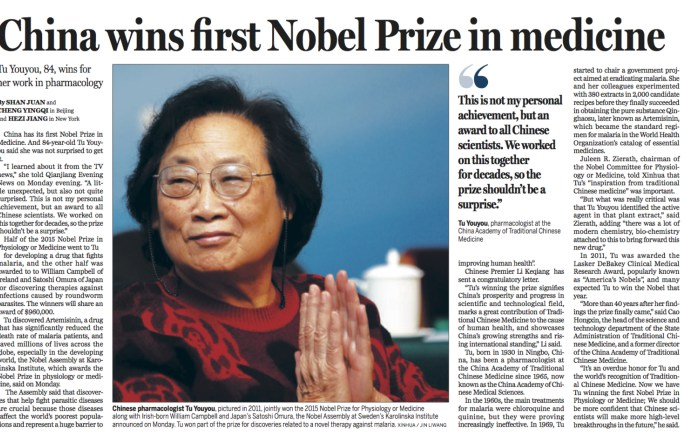 China wins first Nobel Prize in medicine
Tu Youyou, 84, wins for
her work in pharmacology
By SHAN JUAN and
CHENG YINGQI in Beijing
and HEZI JIANG in New York
China has its first Nobel Prize in
Medicine. And 84-year-old Tu Youy-
ou said she was not surprised to get
it.
"I learned about it from the TV
news," she told Qianjiang Evening
News on Monday evening. "A lit-
tle unexpected, but also not quite
surprised. This is not my personal
achievement, but an award to all
Chinese scientists. We worked on
this together for decades, so the prize
shouldn't be a surprise."
Half of the 2015 Nobel Prize in
Physiology or Medicine went to Tu
for developing a drug that fights
malaria, and the other half was
awarded to William Campbell of
Ireland and Satoshi Omura of Japan
for discovering therapies against
infections caused by roundworm
parasites. The winners will share an
award of $960,000.
Tu discovered Artemisinin, a drug
that has significantly reduced the
death rate of malaria patients, and
saved millions of lives across the
globe, especially in the developing
world, the Nobel Assembly at Karo-
linska Institute, which awards the
Nobel Prize in physiology or medi-
cine, said on Monday.
The Assembly said that discover-
ies that help fight parasitic diseases
are crucial because those diseases
affect the world's poorest popula-
tions and represent a huge barrier to
Chinese pharmacologist Tu Youyou, pictured in 2011, jointly won the 2015 Nobel Prize for Physiology or Medicine
along with Irish-born William Campbell and Japan's Satoshi Omura, the Nobel Assembly at Sweden's Karolinska Institute
announced on Monday. Tu won part of the prize for discoveries related to a novel therapy against malaria. XINHUA / JIN LIWANG
"This is not my personal
achievement, but an
award to all Chinese
scientists. We worked
on this together
for decades, so the
prize shouldn't be a
surprise."
Tu Youyou, pharmacologist at the
China Academy of Traditional Chinese
Medicine
improving human health".
Chinese Premier Li Keqiang has
sent a congratulatory letter.
"Tu's winning the prize signifies
China's prosperity and progress in
scientific and technological field,
marks a great contribution of Tradi-
tional Chinese Medicine to the cause
of human health, and showcases
China's growing strengths and ris-
ing international standing," Li said.
Tu, born in 1930 in Ningbo, Chi-
na, has been a pharmacologist at
the China Academy of Traditional
Chinese Medicine since 1965, now
known as the China Academy of Chi-
nese Medical Sciences.
In the 1960s, the main treatments
for malaria were chloroquine and
quinine, but they were proving
increasingly ineffective. In 1969, Tu
started to chair a government proj-
ect aimed at eradicating malaria. She
and her colleagues experimented
with 380 extracts in 2,000 candidate
recipes before they finally succeeded
in obtaining the pure substance Qin-
ghaosu, later known as Artemisinin,
which became the standard regi-
men for malaria in the World Health
Organization's catalog of essential
medicines.
Juleen R. Zierath, chairman of
the Nobel Committee for Physiol-
ogy or Medicine, told Xinhua that
Tu's "inspiration from traditional
Chinese medicine" was important.
"But what was really critical was
that Tu Youyou identified the active
agent in that plant extract," said
Zierath, adding "there was a lot of
modern chemistry, bio-chemistry
attached to this to bring forward this
new drug."
In 2011, Tu was awarded the
Lasker DeBakey Clinical Medical
Research Award, popularly known
as "America's Nobels", and many
expected Tu to win the Nobel that
year.
"More than 40 years after her find-
ings the prize finally came," said Cao
Hongxin, the head of the science and
technology department of the State
Administration of Traditional Chi-
nese Medicine, and a former director
of the China Academy of Traditional
Chinese Medicine.
"It's an overdue honor for Tu and
the world's recognition of Tradition-
al Chinese Medicine. Now we have
Tu winning the first Nobel Prize in
Medicine for Chinese; We should
be more confident that Chinese sci-
entists will make more high-level
breakthroughs in the short future,"